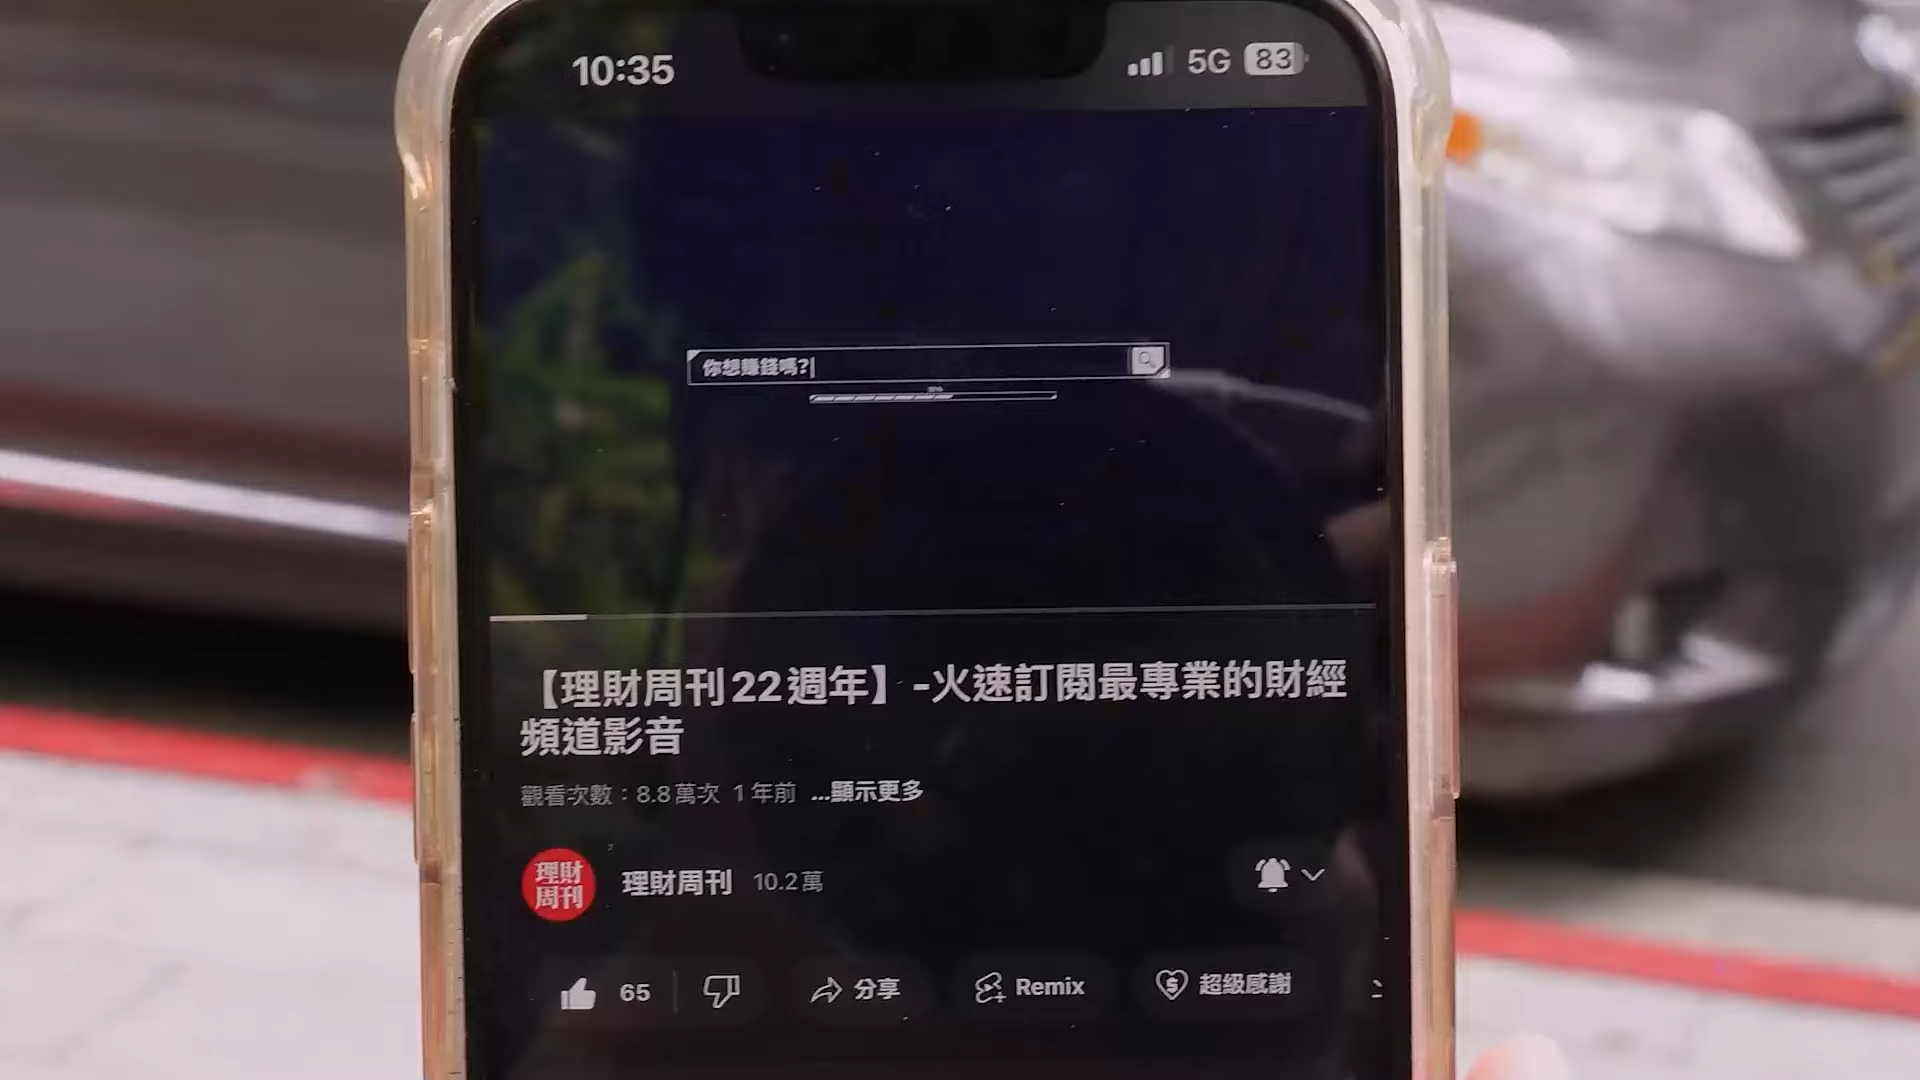 10:35
5G 83
你想賺錢嗎?
【理財周刊22週年】-火速訂閱最專業的財經
頻道影音
觀看次數：8.8萬次 1年前 ...顯示更多
理財
周刊
理財周刊 10.2萬
65 分享 Remix 超級感謝